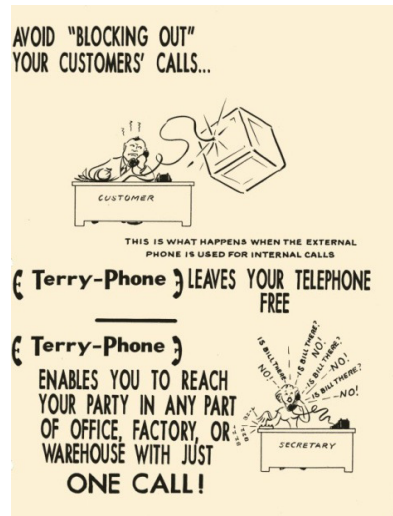 AVOID "BLOCKING OUT"
YOUR CUSTOMERS' CALLS...
CUSTOMER
THIS IS WHAT HAPPENS WHEN THE EXTERNAL
PHONE IS USED FOR INTERNAL CALLS
Terry-Phone LEAVES YOUR TELEPHONE
FREE
Terry-Phone
ENABLES YOU TO REACH
YOUR PARTY IN ANY PART
OF OFFICE, FACTORY, OR
WAREHOUSE WITH JUST
ONE CALL!
IS BILL THERE?
NO!
IS BILL THERE?
NO!
IS BILL THERE?
NO!
IS BILL THERE?
NO!
SECRETARY